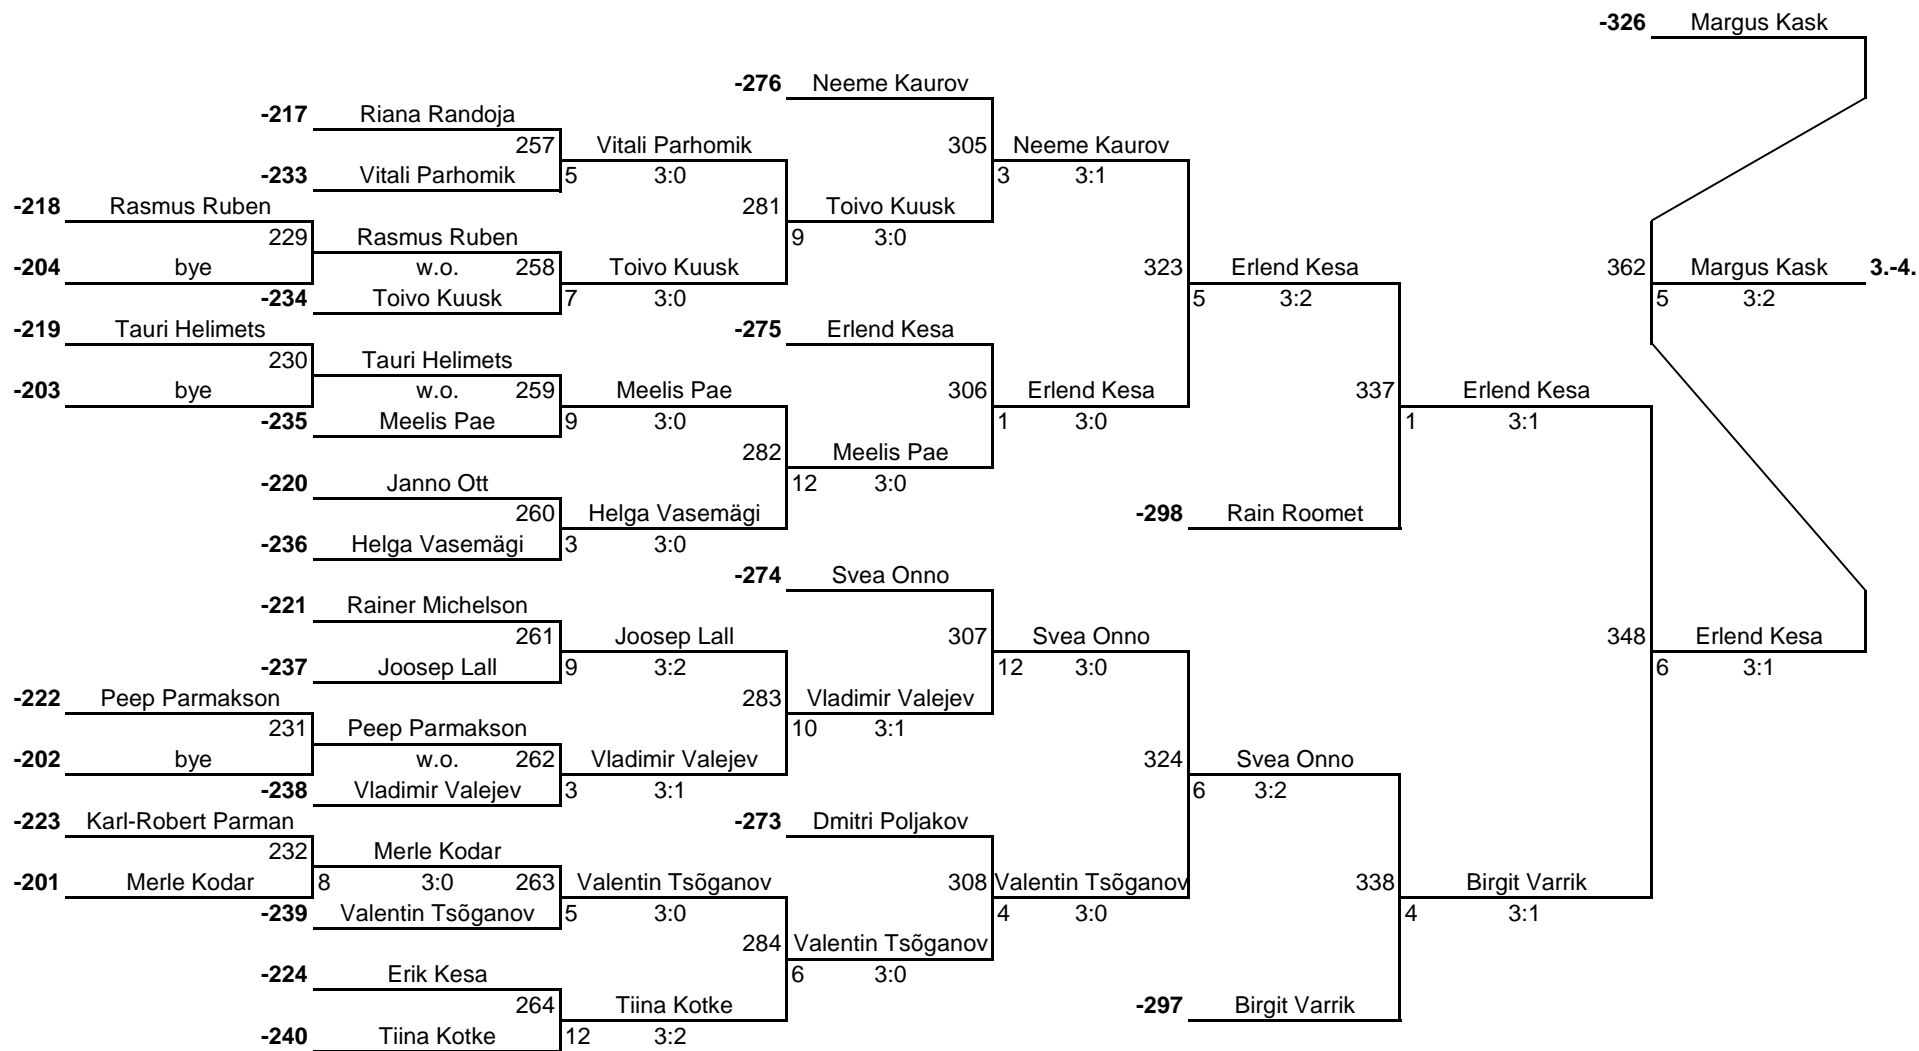 -326 Margus Kask
-276 Neeme Kaurov
-217 Riana Randoja
257 Vitali Parhomik 305 Neeme Kaurov
-233 Vitali Parhomik 5 3:0 3 3:1
-218 Rasmus Ruben 281 Toivo Kuusk
229 Rasmus Ruben 9 3:0
-204 bye w.o. 258 Toivo Kuusk 323 Erlend Kesa 362 Margus Kask 3.-4.
-234 Toivo Kuusk 7 3:0 5 3:2 5 3:2
-219 Tauri Helimets -275 Erlend Kesa
230 Tauri Helimets
-203 bye w.o. 259 Meelis Pae 306 Erlend Kesa 337 Erlend Kesa
-235 Meelis Pae 9 3:0 1 3:0 1 3:1
282 Meelis Pae
-220 Janno Ott 12 3:0
260 Helga Vasemägi -298 Rain Roomet
-236 Helga Vasemägi 3 3:0
-274 Svea Onno
-221 Rainer Michelson
261 Joosep Lall 307 Svea Onno 348 Erlend Kesa
-237 Joosep Lall 9 3:2 12 3:0 6 3:1
-222 Peep Parmakson 283 Vladimir Valejev
231 Peep Parmakson 10 3:1
-202 bye w.o. 262 Vladimir Valejev 324 Svea Onno
-238 Vladimir Valejev 3 3:1 6 3:2
-223 Karl-Robert Parman -273 Dmitri Poljakov
232 Merle Kodar
-201 Merle Kodar 8 3:0 263 Valentin Tsõganov 308 Valentin Tsõganov 338 Birgit Varrik
-239 Valentin Tsõganov 5 3:0 4 3:0 4 3:1
284 Valentin Tsõganov
-224 Erik Kesa 6 3:0
264 Tiina Kotke -297 Birgit Varrik
-240 Tiina Kotke 12 3:2